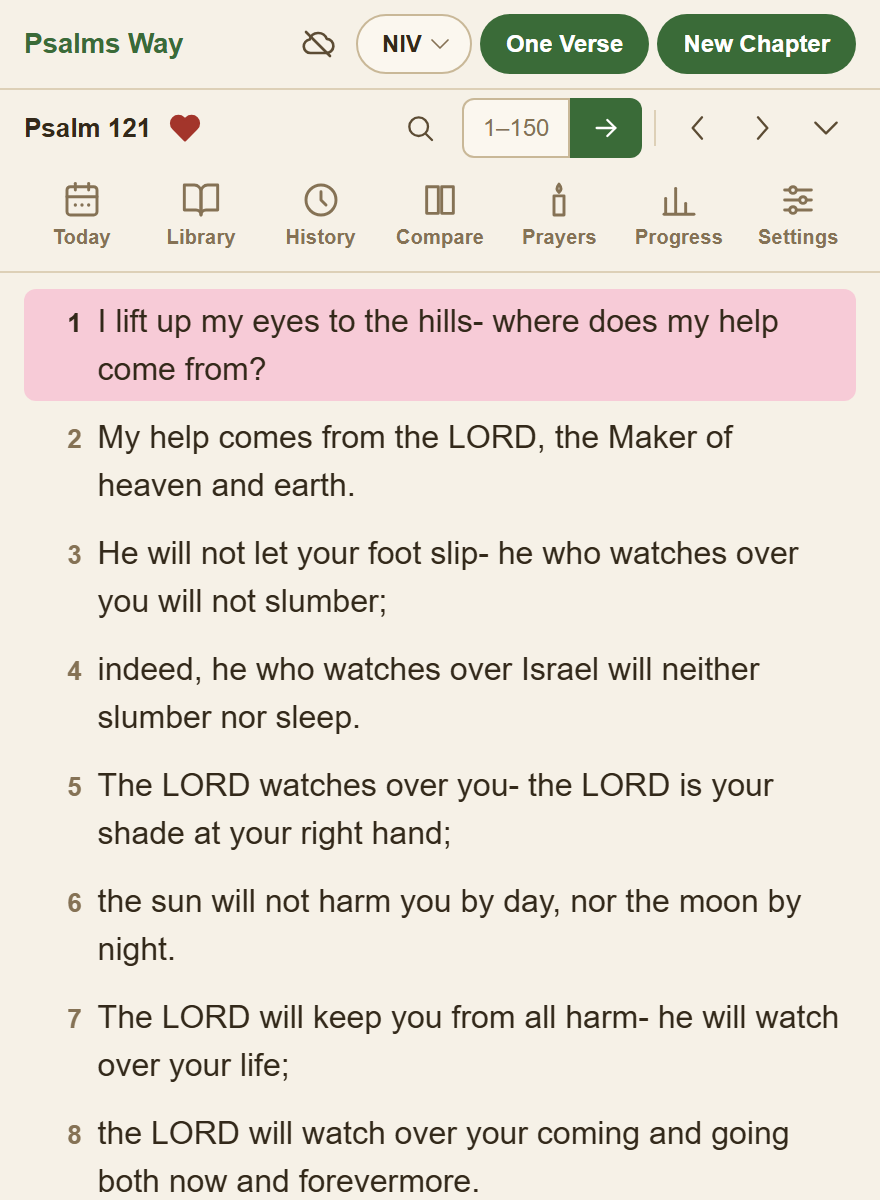 Psalms Way
NIV
One Verse
New Chapter
Psalm 121
1–150
Today
Library
History
Compare
Prayers
Progress
Settings
1 I lift up my eyes to the hills- where does my help
come from?
2 My help comes from the LORD, the Maker of
heaven and earth.
3 He will not let your foot slip- he who watches over
you will not slumber;
4 indeed, he who watches over Israel will neither
slumber nor sleep.
5 The LORD watches over you- the LORD is your
shade at your right hand;
6 the sun will not harm you by day, nor the moon by
night.
7 The LORD will keep you from all harm- he will watch
over your life;
8 the LORD will watch over your coming and going
both now and forevermore.